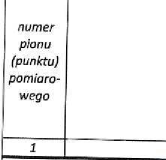 numer
pionu
(punktu)
pomiaro-
wego
1